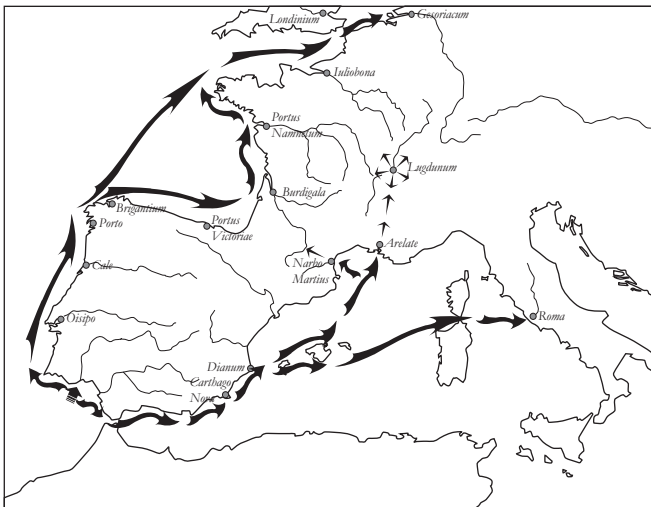 Londinium
Gesoriacum
Iuliobona
Portus
Namnetum
Lugdunum
Burdigala
Brigantium
Porto
Portus
Victoriae
Arelate
Narbo
Martius
Cale
Oisipo
Roma
Dianum
Carthago
Nova